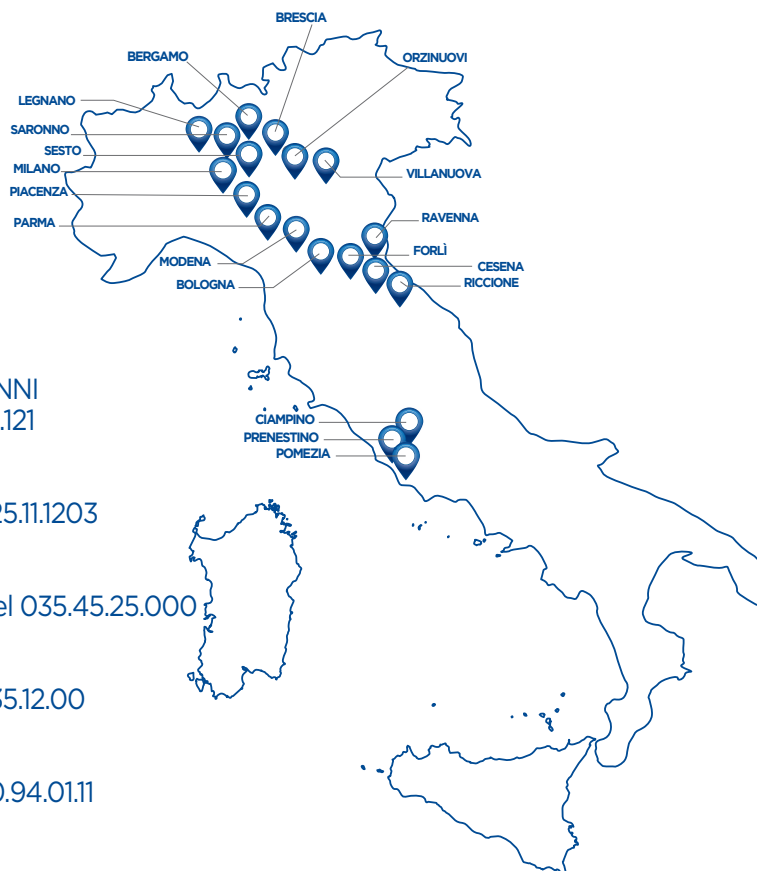 BRESCIA
BERGAMO
ORZINUOVI
LEGNANO
SARONNO
SESTO
MILANO
VILLANUOVA
PIACENZA
RAVENNA
PARMA
FORLÌ
MODENA
CESENA
BOLOGNA
RICCIONE
NNI
.121
CIAMPINO
PRENESTINO
POMEZIA
25.11.1203
el 035.45.25.000
35.12.00
0.94.01.11